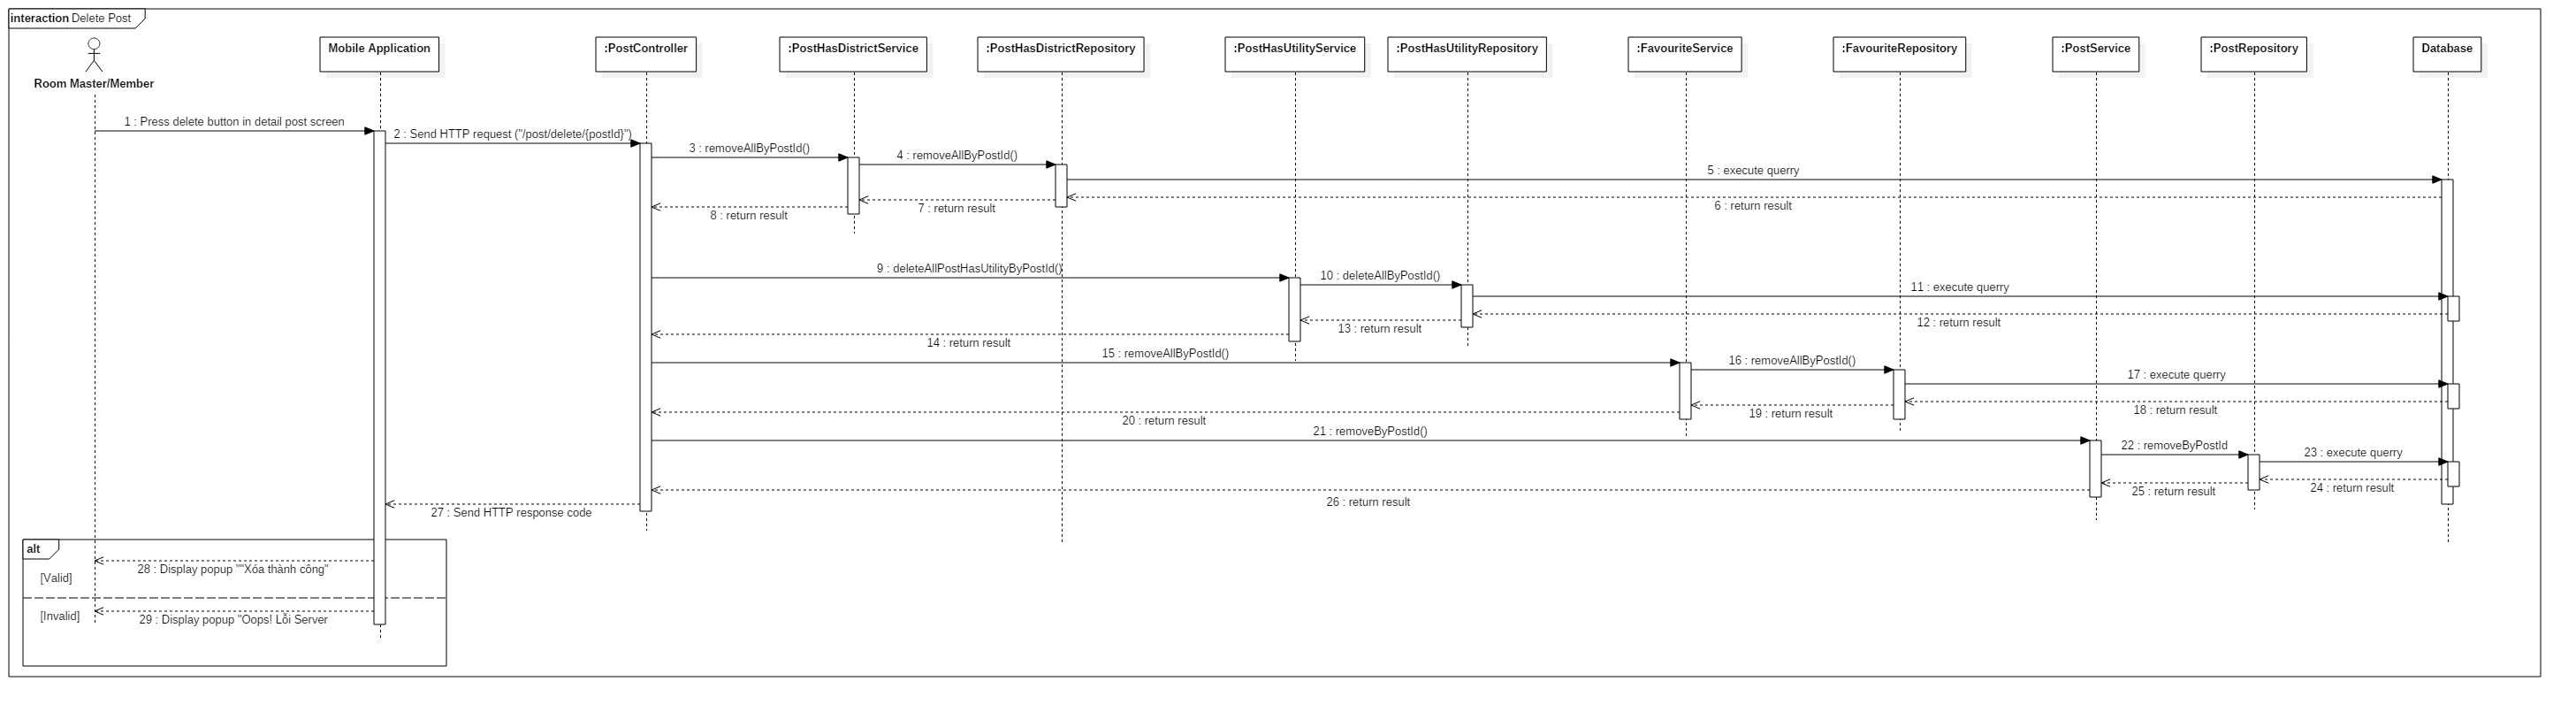 interaction Delete Post
Room Master/Member
Mobile Application
:PostController
:PostHasDistrictService
:PostHasDistrictRepository
:PostHasUtilityService
:PostHasUtilityRepository
:FavouriteService
:FavouriteRepository
:PostService
:PostRepository
Database
1 : Press delete button in detail post screen
2 : Send HTTP request ("/post/delete/{postId}")
3 : removeAllByPostId()
4 : removeAllByPostId()
5 : execute querry
6 : return result
7 : return result
8 : return result
9 : deleteAllPostHasUtilityByPostId()
10 : deleteAllByPostId()
11 : execute querry
12 : return result
13 : return result
14 : return result
15 : removeAllByPostId()
16 : removeAllByPostId()
17 : execute querry
18 : return result
19 : return result
20 : return result
21 : removeByPostId()
22 : removeByPostId
23 : execute querry
24 : return result
25 : return result
26 : return result
27 : Send HTTP response code
alt
28 : Display popup ""Xóa thành công"
[Valid]
[Invalid]
29 : Display popup "Oops! Lỗi Server